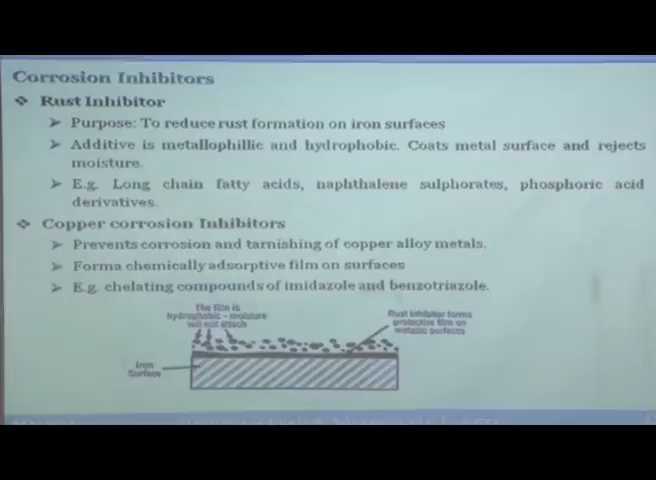 Corrosion Inhibitors
❖ Rust Inhibitor
➤ Purpose: To reduce rust formation on iron surfaces
➤ Additive is metallophillic and hydrophobic. Coats metal surface and rejects
moisture.
➤ E.g. Long chain fatty acids, naphthalene sulphorates, phosphoric acid
derivatives.
❖ Copper corrosion Inhibitors
➤ Prevents corrosion and tarnishing of copper alloy metals.
➤ Forma chemically adsorptive film on surfaces
➤ E.g. chelating compounds of imidazole and benzotriazole.
The film is
hydrophobic - moisture
will not attach
Rust inhibitor forms
protective film on
metallic surfaces
Iron
Surface